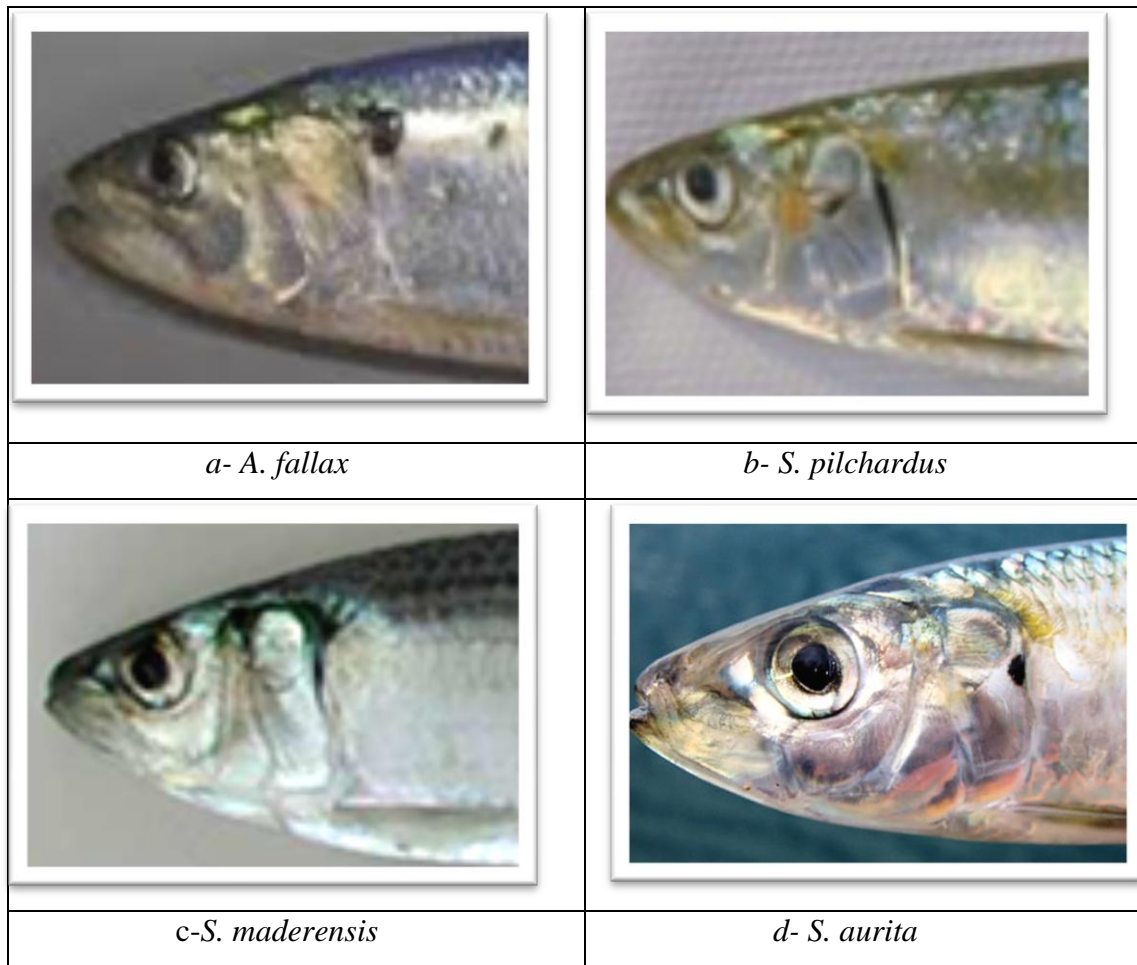 a- A. fallax
b- S. pilchardus
c-S. maderensis
d- S. aurita